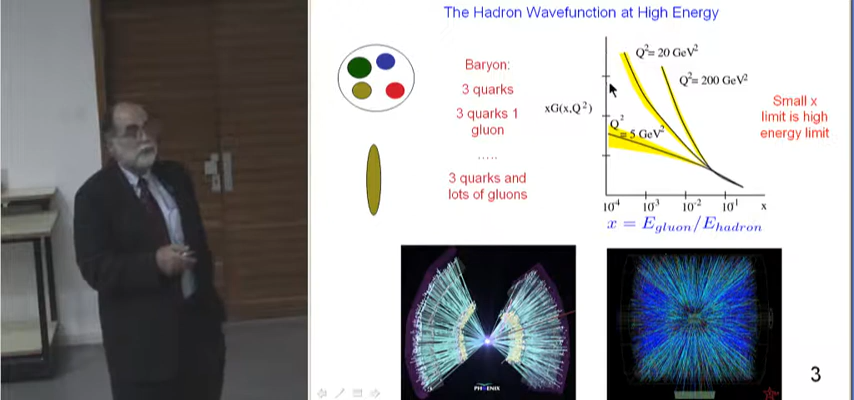 The Hadron Wavefunction at High Energy
Baryon:
3 quarks
3 quarks 1
gluon
.....
3 quarks and
lots of gluons
xG(x,Q²)
Q²= 20 GeV²
Q²= 200 GeV²
Q²
= 5 GeV²
10⁻⁴ 10⁻³ 10⁻² 10⁻¹ x
x = E_gluon/E_hadron
Small x
limit is high
energy limit
PHENIX
3